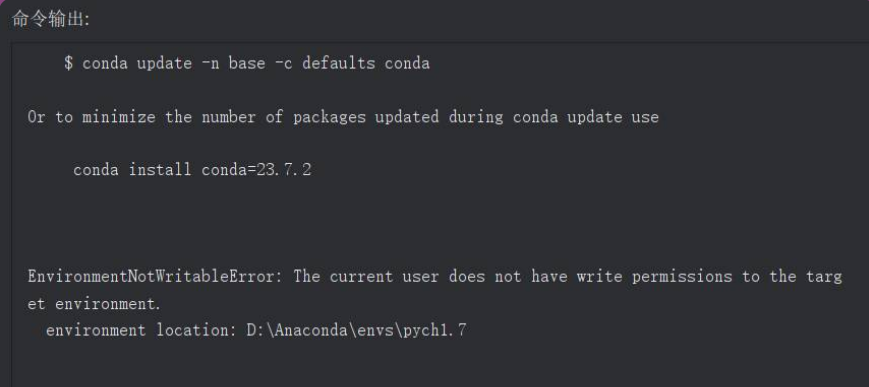 命令输出:
$ conda update -n base -c defaults conda
Or to minimize the number of packages updated during conda update use
conda install conda=23.7.2
EnvironmentNotWritableError: The current user does not have write permissions to the targ
et environment.
environment location: D:\Anaconda\envs\pych1.7